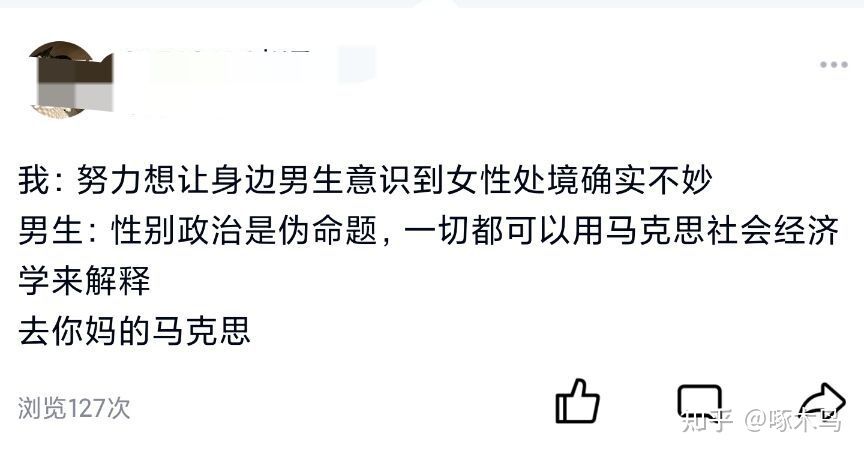 我：努力想让身边男生意识到女性处境确实不妙
男生：性别政治是伪命题，一切都可以用马克思社会经济
学来解释
去你妈的马克思
浏览127次
知乎 @啄木鸟